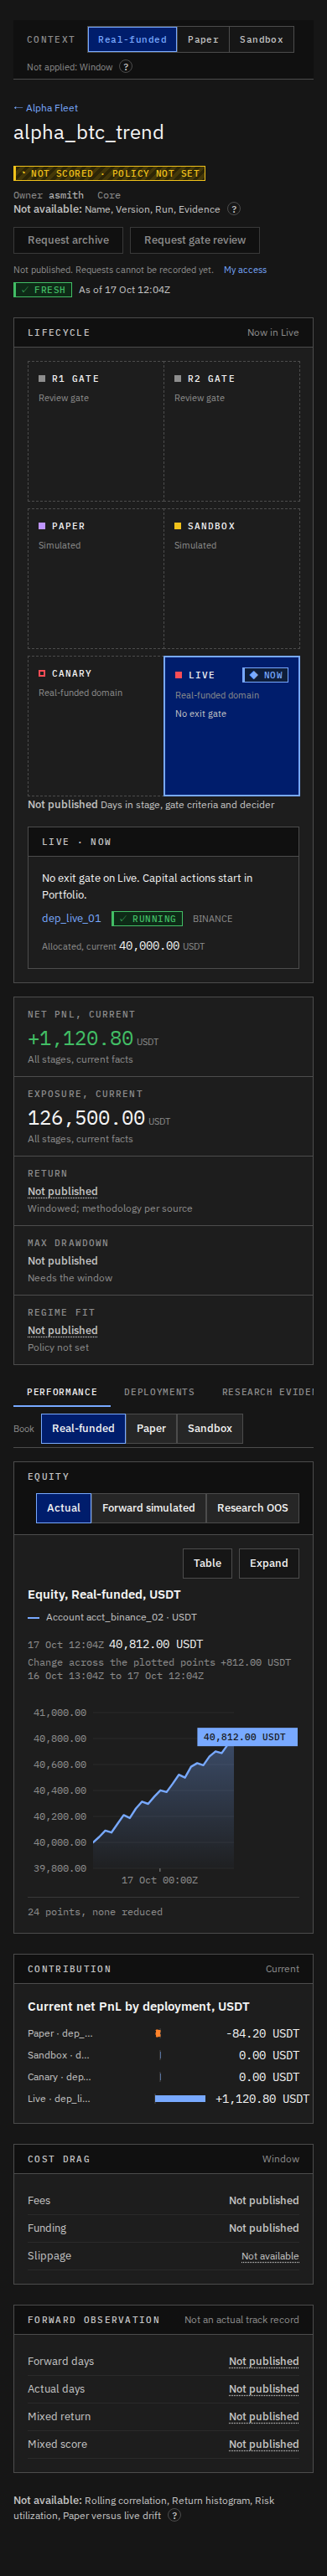 CONTEXT Real-funded Paper Sandbox
Not applied: Window ?
← Alpha Fleet
alpha_btc_trend
NOT SCORED · POLICY NOT SET
Owner asmith Core
Not available: Name, Version, Run, Evidence ?
Request archive Request gate review
Not published. Requests cannot be recorded yet. My access
✓ FRESH As of 17 Oct 12:04Z
LIFECYCLE Now in Live
R1 GATE R2 GATE
Review gate Review gate
PAPER SANDBOX
Simulated Simulated
CANARY LIVE ◆ NOW
Real-funded domain Real-funded domain
No exit gate
Not published Days in stage, gate criteria and decider
LIVE · NOW
No exit gate on Live. Capital actions start in
Portfolio.
dep_live_01 ✓ RUNNING BINANCE
Allocated, current 40,000.00 USDT
NET PNL, CURRENT
+1,120.80 USDT
All stages, current facts
EXPOSURE, CURRENT
126,500.00 USDT
All stages, current facts
RETURN
Not published
Windowed; methodology per source
MAX DRAWDOWN
Not published
Needs the window
REGIME FIT
Not published
Policy not set
PERFORMANCE DEPLOYMENTS RESEARCH EVIDE
Book Real-funded Paper Sandbox
EQUITY
Actual Forward simulated Research OOS
Table Expand
Equity, Real-funded, USDT
Account acct_binance_02 · USDT
17 Oct 12:04Z 40,812.00 USDT
Change across the plotted points +812.00 USDT
16 Oct 13:04Z to 17 Oct 12:04Z
41,000.00
40,800.00
40,812.00 USDT
40,600.00
40,400.00
40,200.00
40,000.00
39,800.00
17 Oct 00:00Z
24 points, none reduced
CONTRIBUTION Current
Current net PnL by deployment, USDT
Paper · dep_... -84.20 USDT
Sandbox · d... 0.00 USDT
Canary · dep... 0.00 USDT
Live · dep_li... +1,120.80 USDT
COST DRAG Window
Fees Not published
Funding Not published
Slippage Not available
FORWARD OBSERVATION Not an actual track record
Forward days Not published
Actual days Not published
Mixed return Not published
Mixed score Not published
Not available: Rolling correlation, Return histogram, Risk
utilization, Paper versus live drift ?